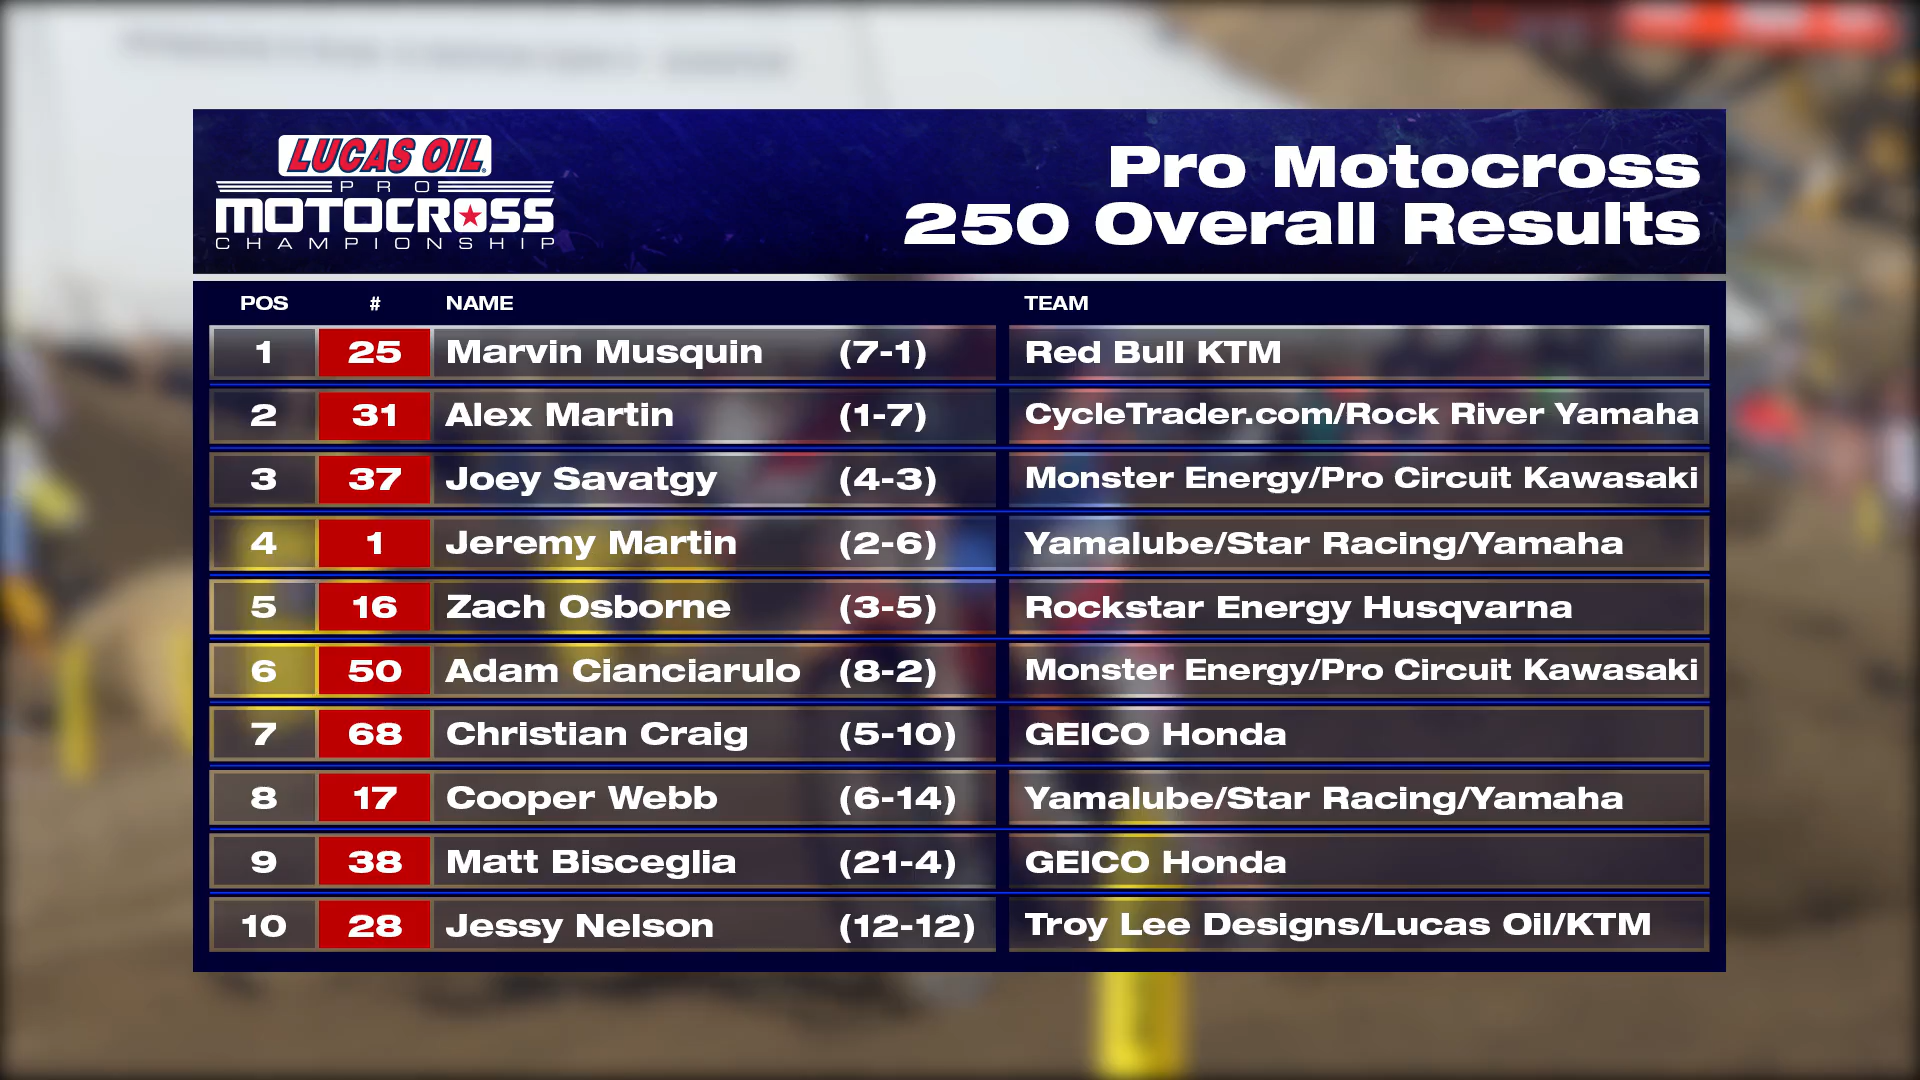 LUCAS OIL
PRO
MOTOCROSS
CHAMPIONSHIP
Pro Motocross
250 Overall Results
POS # NAME TEAM
1 25 Marvin Musquin (7-1) Red Bull KTM
2 31 Alex Martin (1-7) CycleTrader.com/Rock River Yamaha
3 37 Joey Savatgy (4-3) Monster Energy/Pro Circuit Kawasaki
4 1 Jeremy Martin (2-6) Yamalube/Star Racing/Yamaha
5 16 Zach Osborne (3-5) Rockstar Energy Husqvarna
6 50 Adam Cianciarulo (8-2) Monster Energy/Pro Circuit Kawasaki
7 68 Christian Craig (5-10) GEICO Honda
8 17 Cooper Webb (6-14) Yamalube/Star Racing/Yamaha
9 38 Matt Bisceglia (21-4) GEICO Honda
10 28 Jessy Nelson (12-12) Troy Lee Designs/Lucas Oil/KTM